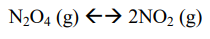 N₂O₄ (g) ←→ 2NO₂ (g)